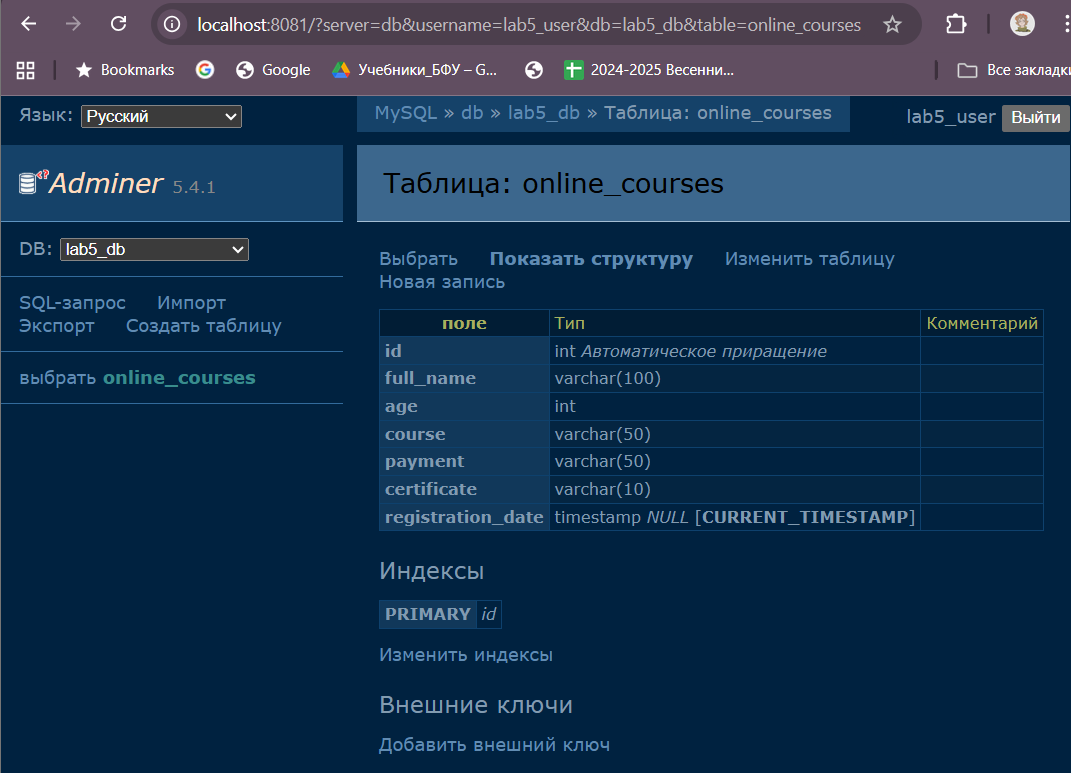 localhost:8081/?server=db&username=lab5_user&db=lab5_db&table=online_courses
Bookmarks Google Учебники_БФУ – G... 2024-2025 Весенни... Все закладки
Язык: Русский MySQL » db » lab5_db » Таблица: online_courses lab5_user Выйти
Adminer 5.4.1
Таблица: online_courses
DB: lab5_db
SQL-запрос Импорт
Экспорт Создать таблицу
выбрать online_courses
Выбрать Показать структуру Изменить таблицу
Новая запись
поле Тип Комментарий
id int Автоматическое приращение
full_name varchar(100)
age int
course varchar(50)
payment varchar(50)
certificate varchar(10)
registration_date timestamp NULL [CURRENT_TIMESTAMP]
Индексы
PRIMARY id
Изменить индексы
Внешние ключи
Добавить внешний ключ